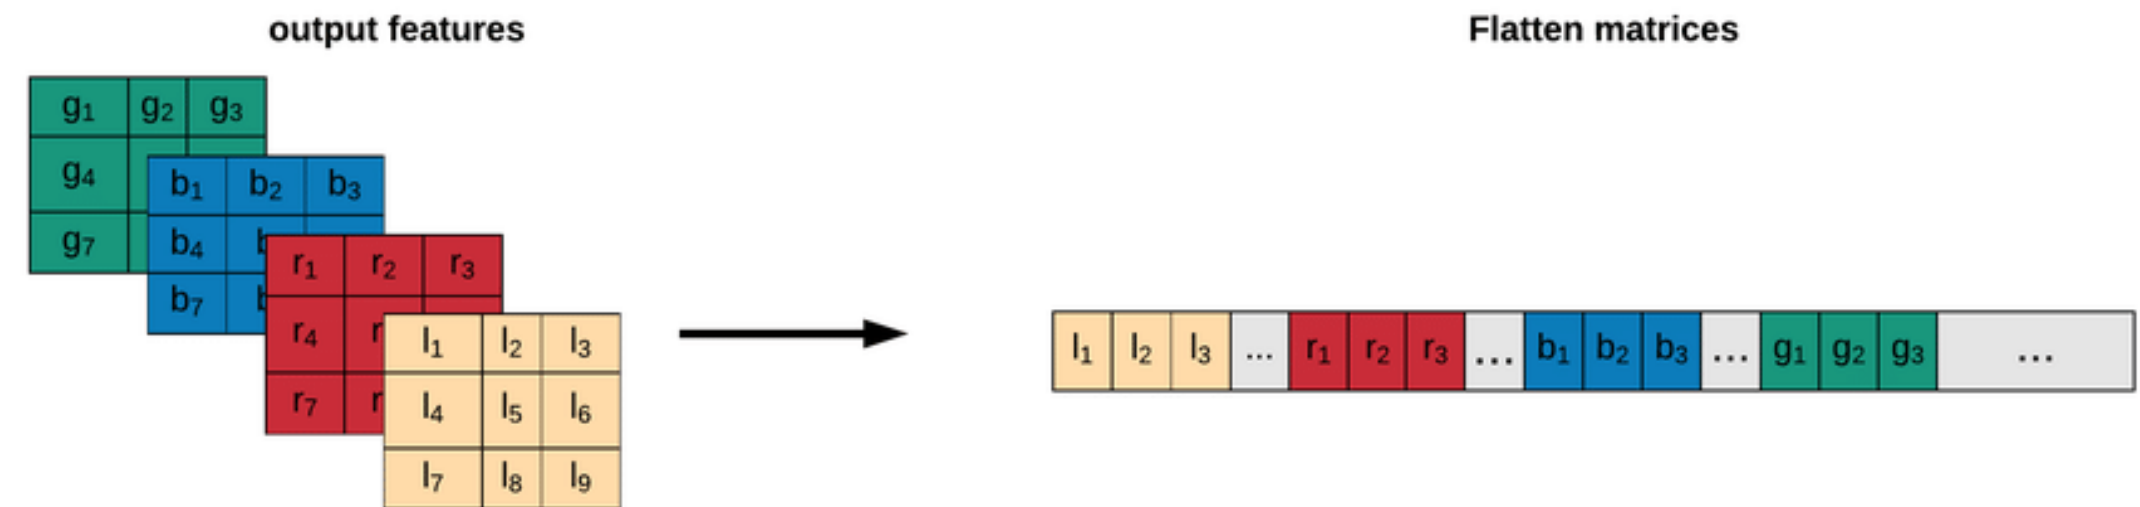 output features
Flatten matrices
g₁ g₂ g₃
g₄
g₇
b₁ b₂ b₃
b₄
b₇
r₁ r₂ r₃
r₄ r
r₇ r
l₁ l₂ l₃
l₄ l₅ l₆
l₇ l₈ l₉
l₁ l₂ l₃ ... r₁ r₂ r₃ ... b₁ b₂ b₃ ... g₁ g₂ g₃ ...